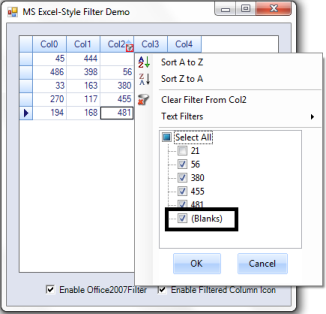 MS Excel-Style Filter Demo
Col0 Col1 Col2 Col3 Col4
45 444
486 398 56
33 163 380
270 117 455
194 168 481
Sort A to Z
Sort Z to A
Clear Filter From Col2
Text Filters
Select All
21
56
380
455
481
(Blanks)
OK Cancel
Enable Office2007Filter Enable Filtered Column Icon